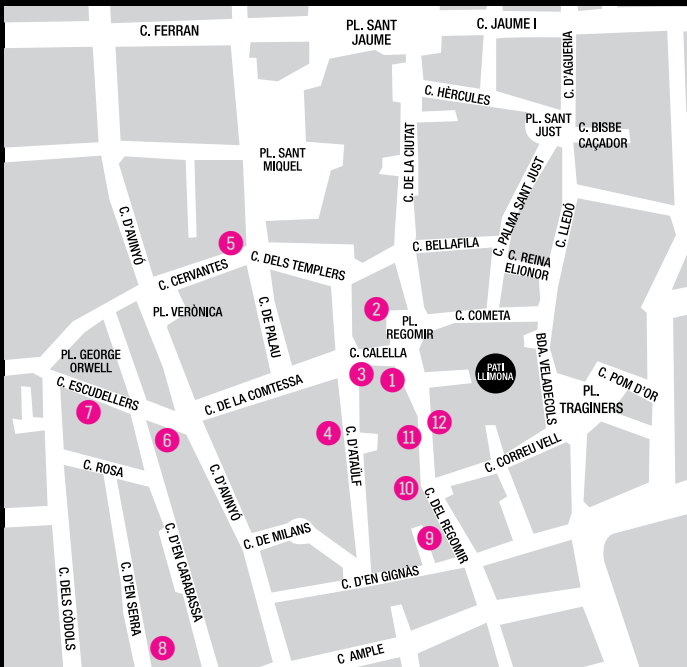 C. FERRAN
PL. SANT
JAUME
C. JAUME I
C. D'AGUERIA
C. HÈRCULES
PL. SANT
JUST
C. BISBE
CAÇADOR
C. DE LA CIUTAT
PL. SANT
MIQUEL
C. PALMA SANT JUST
C. LLEDÓ
C. D'AVINYÓ
5
C. BELLAFILA
C. REINA
ELIONOR
C. CERVANTES
C. DELS TEMPLERS
2
PL. VERÒNICA
C. DE PALAU
PL.
REGOMIR
C. COMETA
BDA. VELADECOLS
PL. GEORGE
ORWELL
C. CALELLA
PATI
LLIMONA
C. ESCUDELLERS
C. DE LA COMTESSA
3
1
C. POM D'OR
PL.
TRAGINERS
7
6
4
C. D'ATAÜLF
11
12
C. ROSA
C. D'AVINYÓ
C. CORREU VELL
10
C. DEL REGOMIR
C. DE MILANS
9
C. DELS CÒDOLS
C. D'EN SERRA
C. D'EN CARABASSA
C. D'EN GIGNÀS
8
C AMPLE